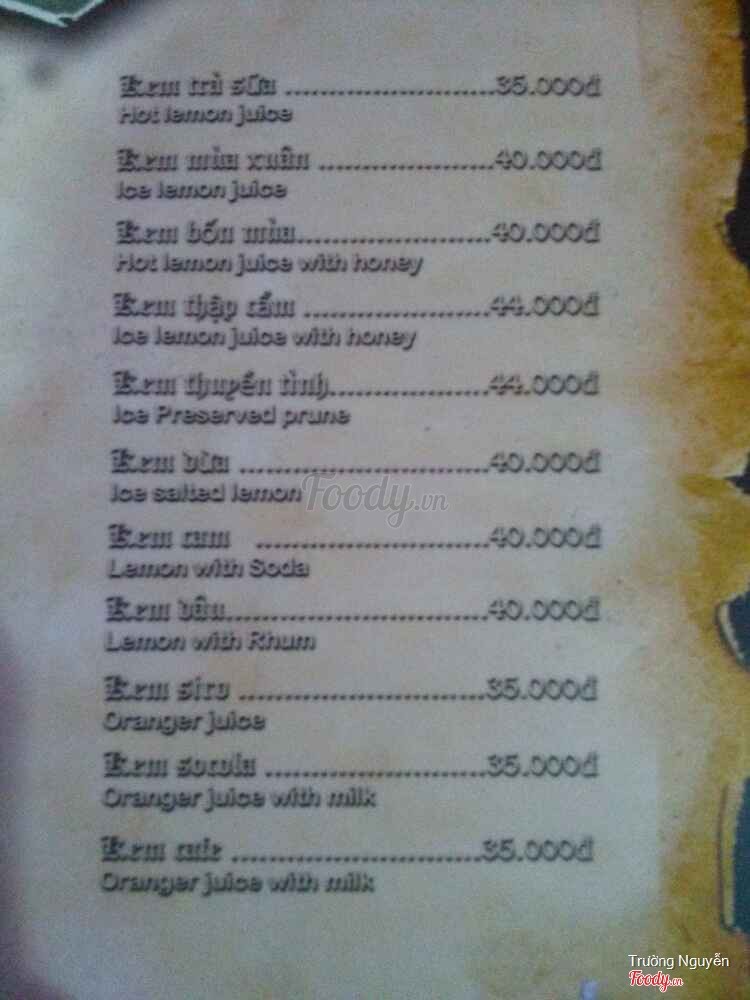 Kem trà sữa ........................35.000đ
Hot lemon juice
Kem mùa xuân ....................40.000đ
Ice lemon juice
Kem bốn mùa......................40.000đ
Hot lemon juice with honey
Kem thập cẩm .....................44.000đ
Ice lemon juice with honey
Kem thuyền tình..................44.000đ
Ice Preserved prune
Kem dừa ............................40.000đ
Ice salted lemon
Kem cam ..........................40.000đ
Lemon with Soda
Kem dâu.............................40.000đ
Lemon with Rhum
Kem siro ............................35.000đ
Oranger juice
Kem socola .........................35.000đ
Oranger juice with milk
Kem cafe ............................35.000đ
Oranger juice with milk
Foody.vn
Trường Nguyễn
Foody.vn